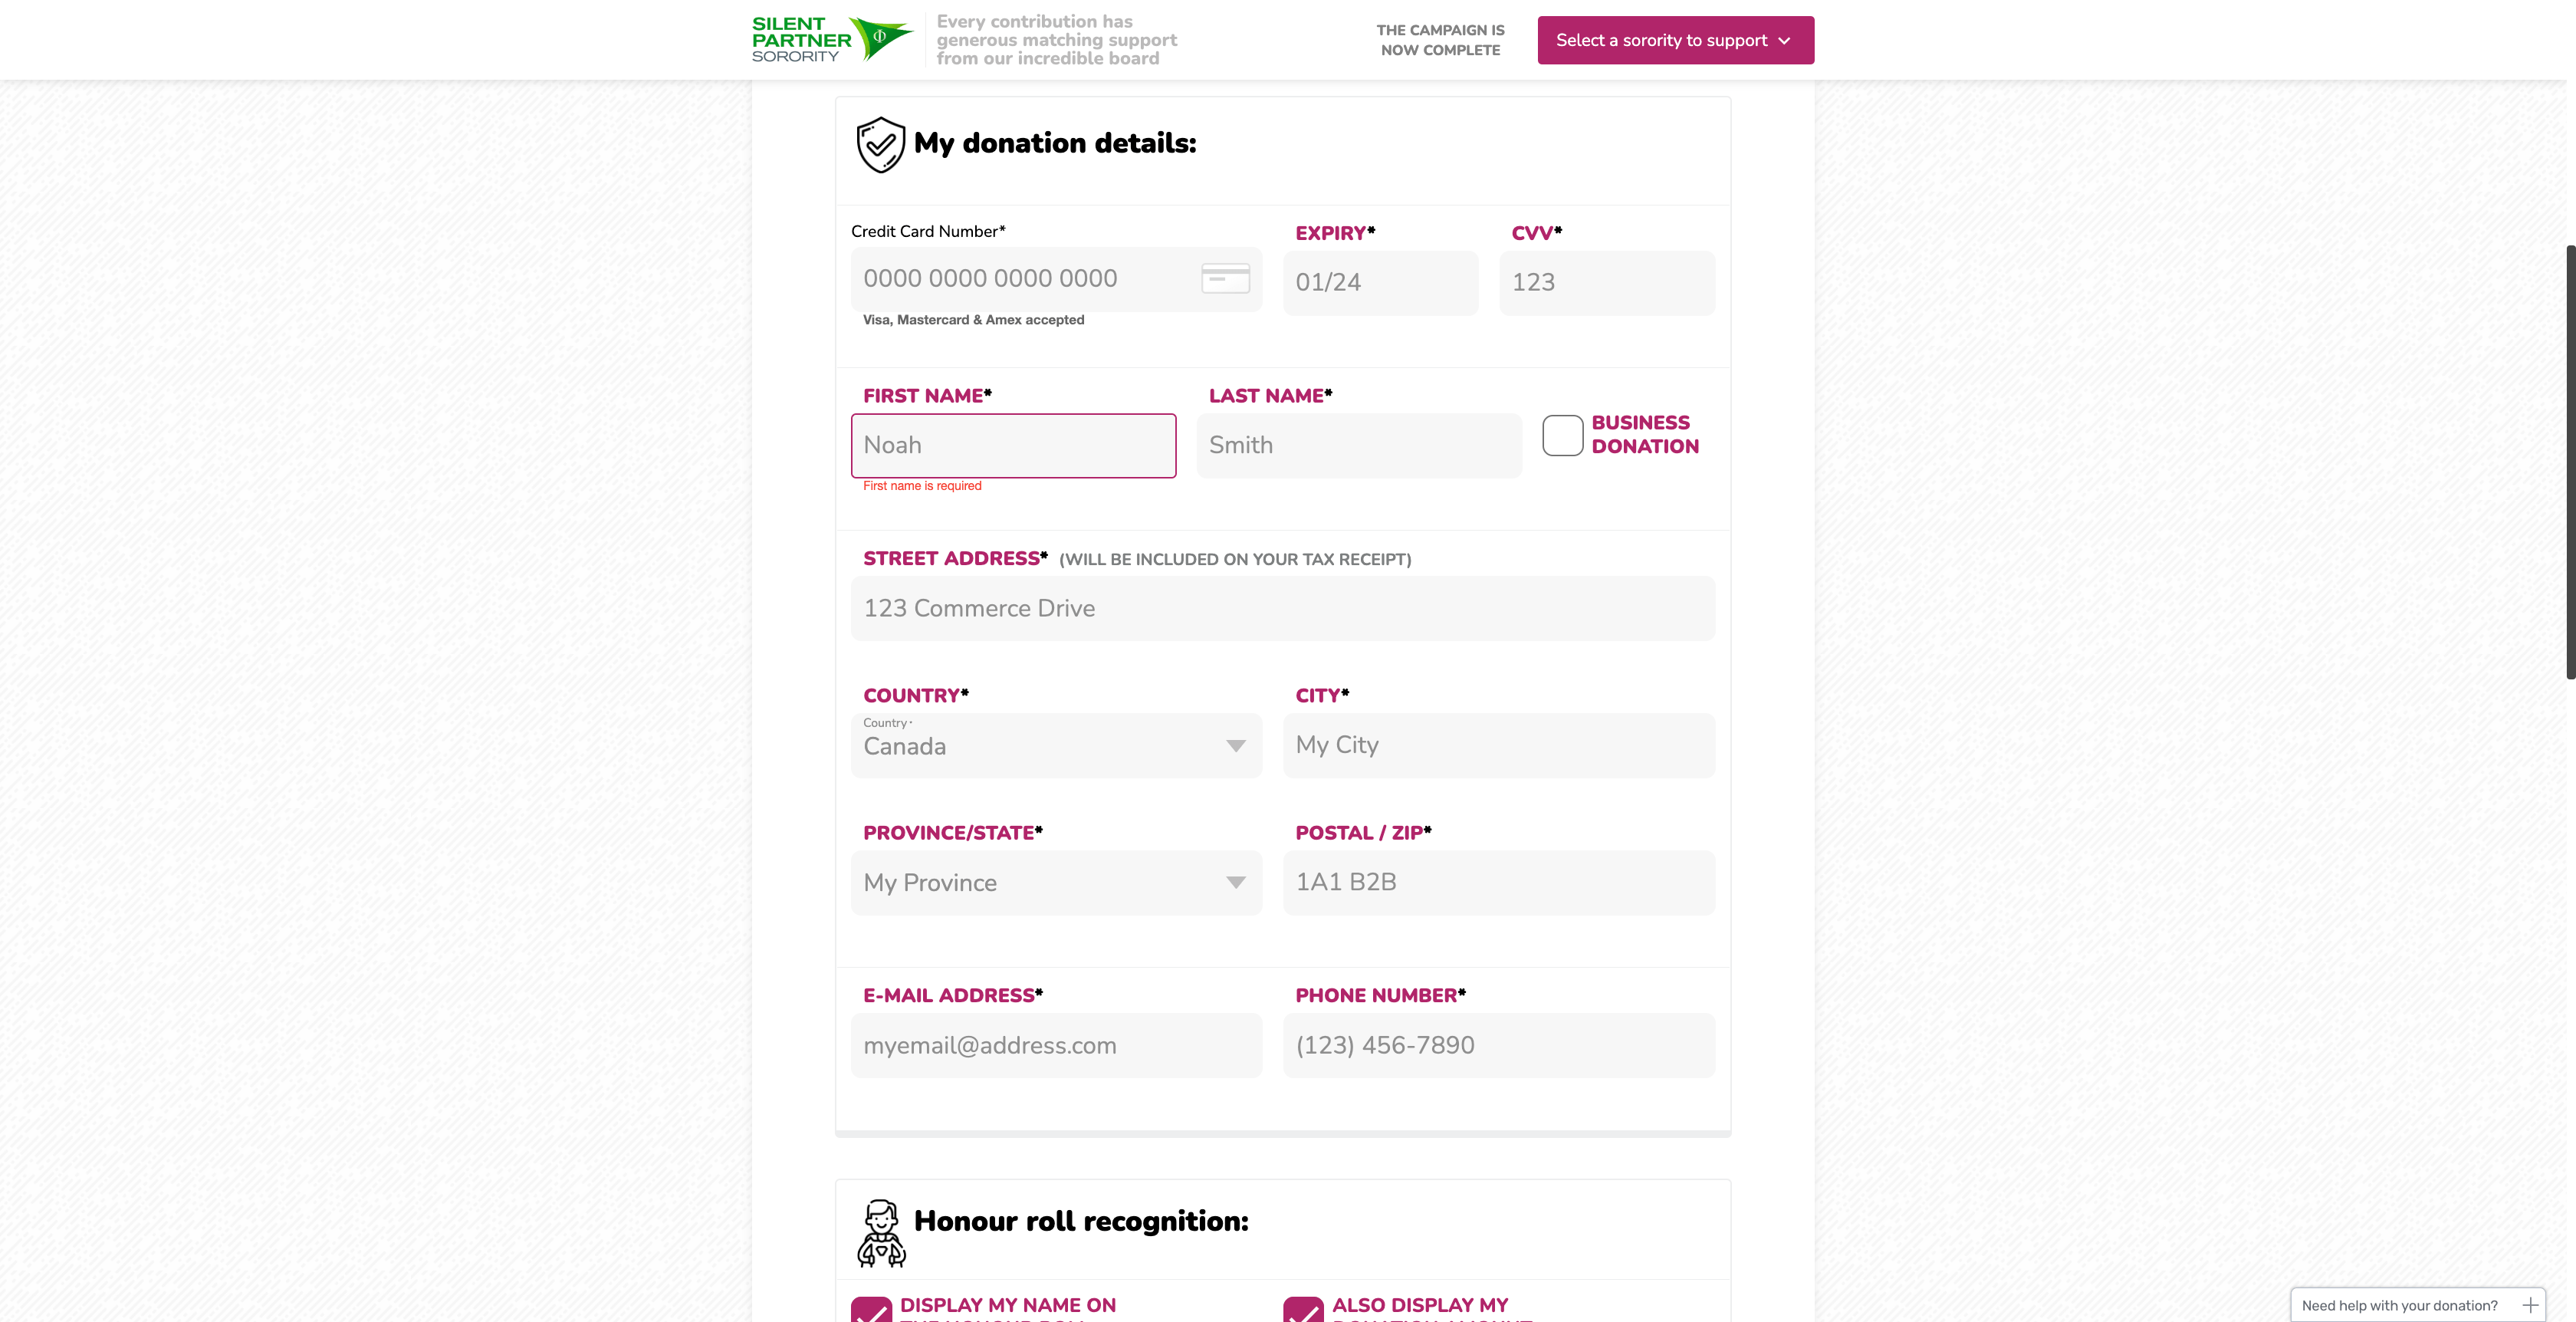 SILENT
PARTNER
SORORITY
Φ
Every contribution has
generous matching support
from our incredible board
THE CAMPAIGN IS
NOW COMPLETE
Select a sorority to support
My donation details:
Credit Card Number*
EXPIRY*
CVV*
0000 0000 0000 0000
01/24
123
Visa, Mastercard & Amex accepted
FIRST NAME*
LAST NAME*
Noah
Smith
BUSINESS
DONATION
First name is required
STREET ADDRESS* (WILL BE INCLUDED ON YOUR TAX RECEIPT)
123 Commerce Drive
COUNTRY*
CITY*
Country *
Canada
My City
PROVINCE/STATE*
POSTAL / ZIP*
My Province
1A1 B2B
E-MAIL ADDRESS*
PHONE NUMBER*
myemail@address.com
(123) 456-7890
Honour roll recognition:
DISPLAY MY NAME ON
ALSO DISPLAY MY
Need help with your donation?